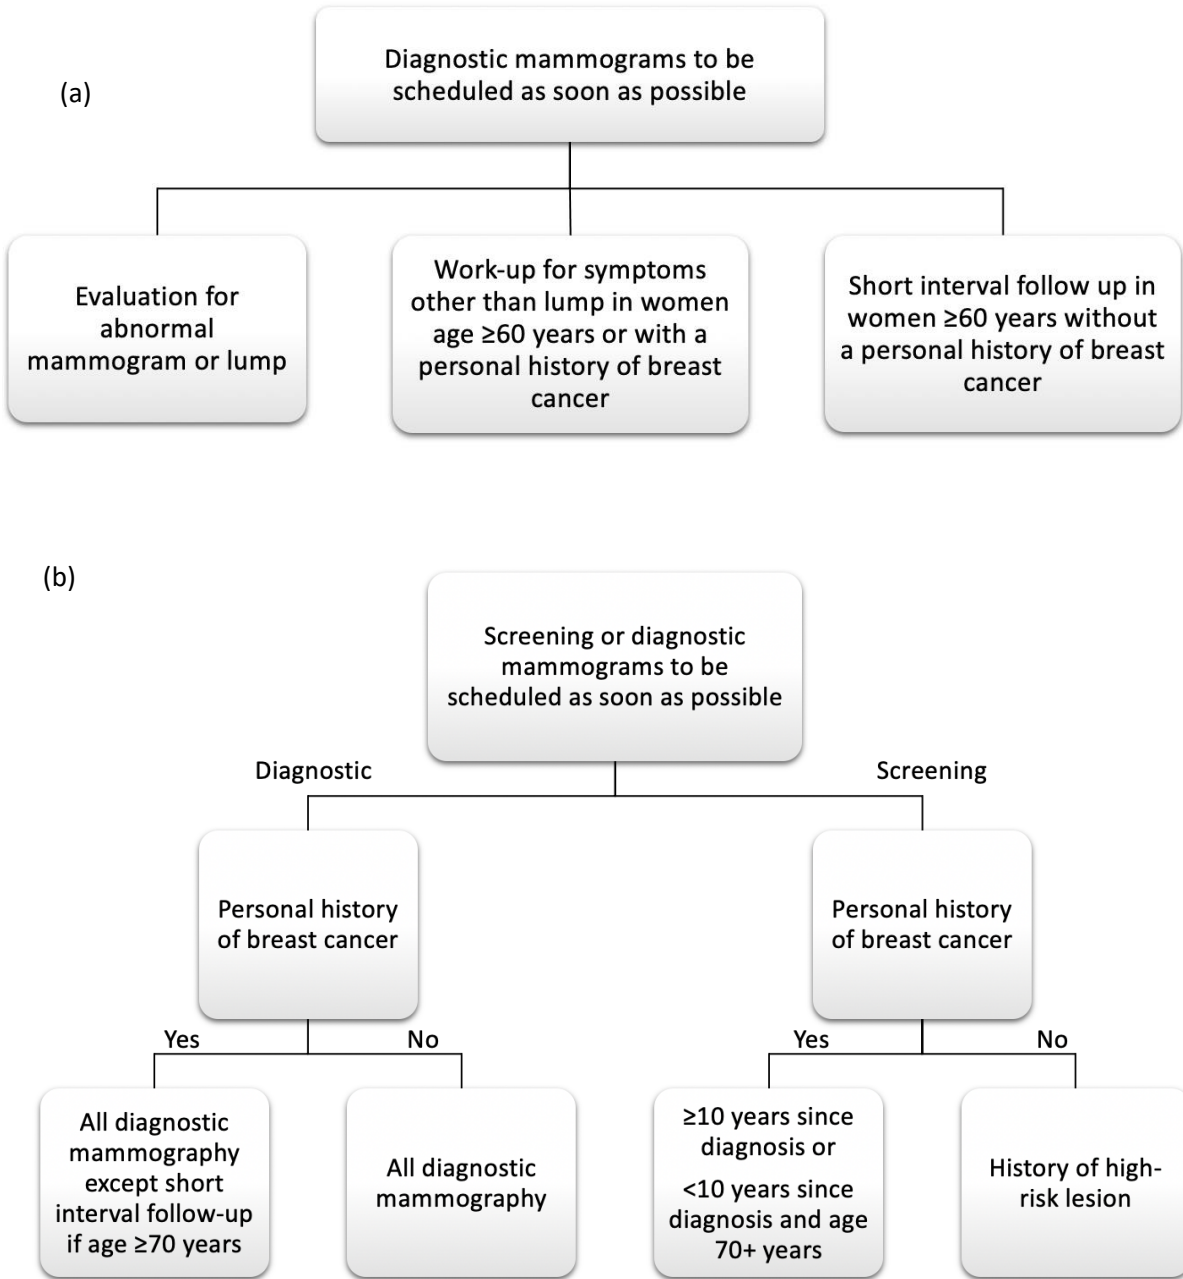 (a)
Diagnostic mammograms to be
scheduled as soon as possible
Evaluation for
abnormal
mammogram or lump
Work-up for symptoms
other than lump in women
age ≥60 years or with a
personal history of breast
cancer
Short interval follow up in
women ≥60 years without
a personal history of breast
cancer
(b)
Screening or diagnostic
mammograms to be
scheduled as soon as possible
Diagnostic
Screening
Personal history
of breast cancer
Personal history
of breast cancer
Yes
No
Yes
No
All diagnostic
mammography
except short
interval follow-up
if age ≥70 years
All diagnostic
mammography
≥10 years since
diagnosis or
<10 years since
diagnosis and age
70+ years
History of high-
risk lesion